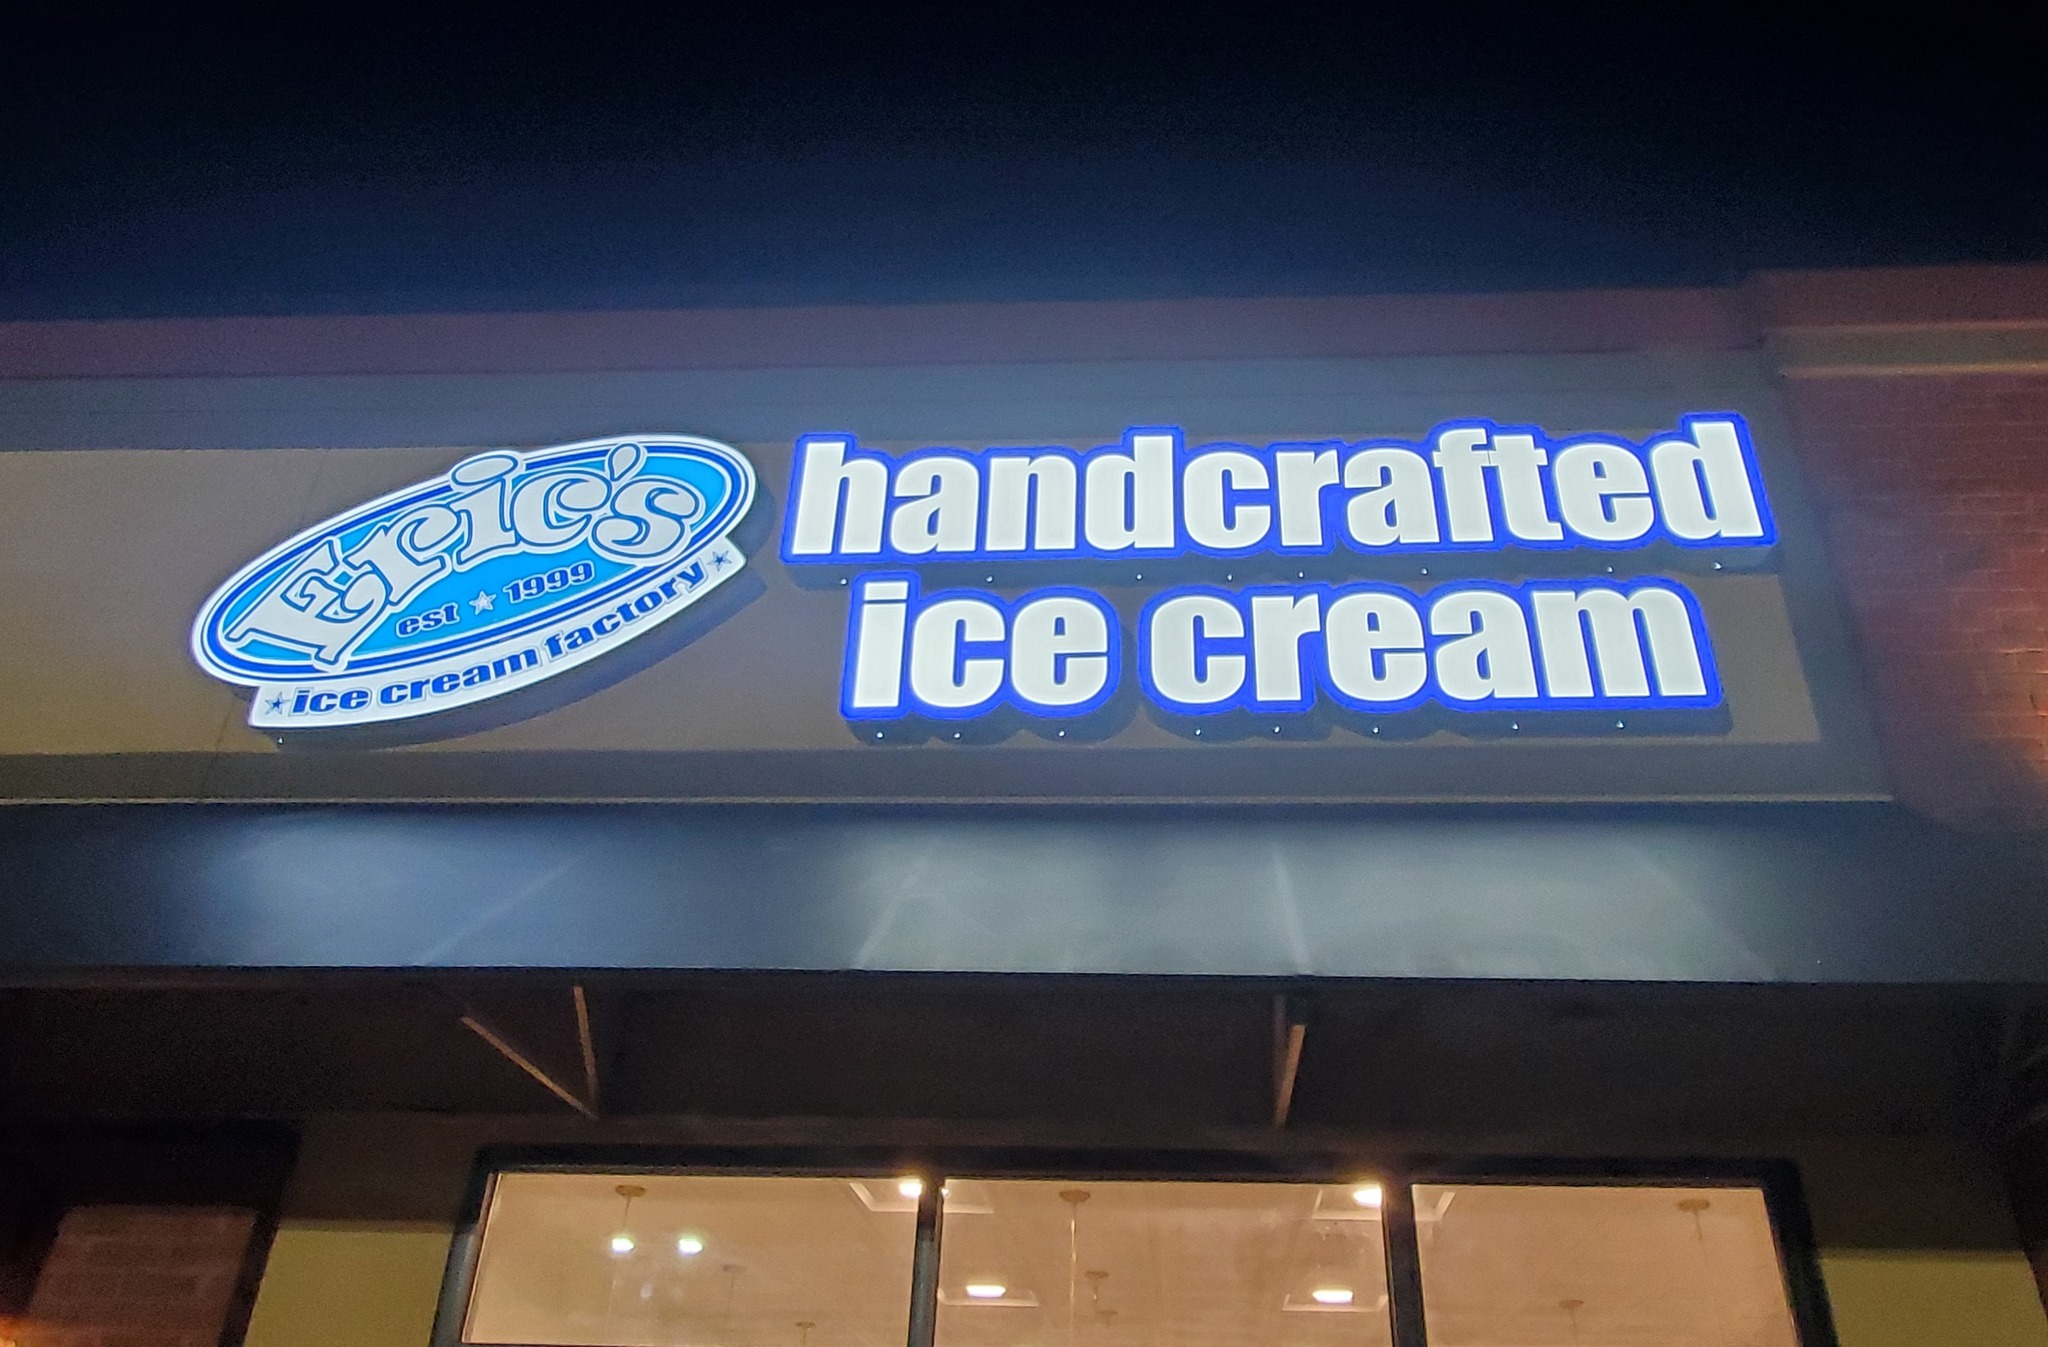 Eric's
est ★ 1999
★ ice cream factory ★
handcrafted
ice cream